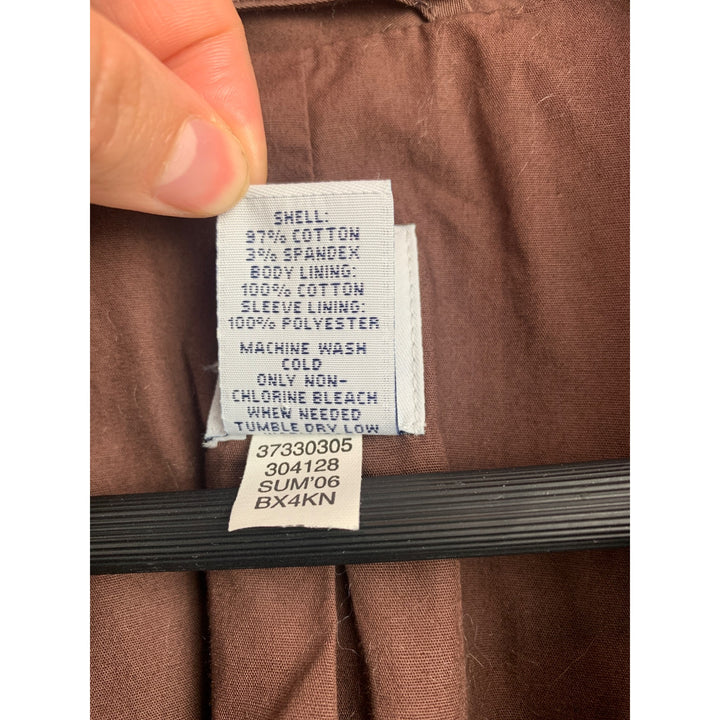 SHELL:
97% COTTON
3% SPANDEX
BODY LINING:
100% COTTON
SLEEVE LINING:
100% POLYESTER
MACHINE WASH
COLD
ONLY NON-
CHLORINE BLEACH
WHEN NEEDED
TUMBLE DRY LOW
37330305
304128
SUM'06
BX4KN